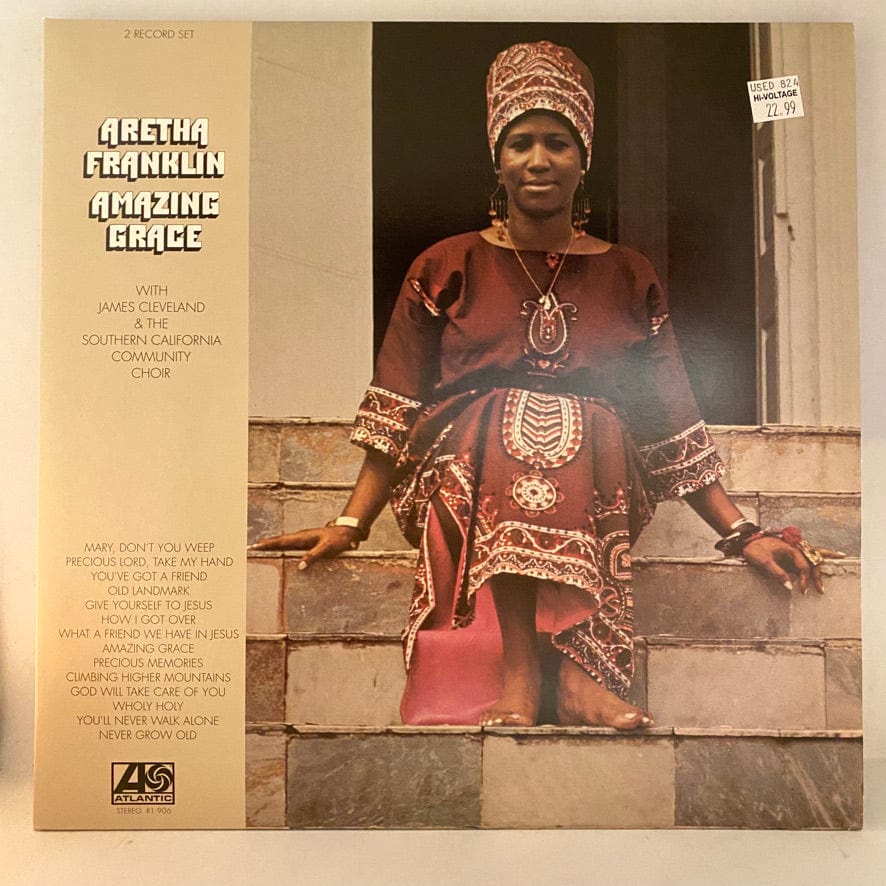 2 RECORD SET
ARETHA
FRANKLIN
AMAZING
GRACE
WITH
JAMES CLEVELAND
& THE
SOUTHERN CALIFORNIA
COMMUNITY
CHOIR
MARY, DON'T YOU WEEP
PRECIOUS LORD, TAKE MY HAND
YOU'VE GOT A FRIEND
OLD LANDMARK
GIVE YOURSELF TO JESUS
HOW I GOT OVER
WHAT A FRIEND WE HAVE IN JESUS
AMAZING GRACE
PRECIOUS MEMORIES
CLIMBING HIGHER MOUNTAINS
GOD WILL TAKE CARE OF YOU
WHOLY HOLY
YOU'LL NEVER WALK ALONE
NEVER GROW OLD
ATLANTIC
STEREO R1 906
USED 824
HI-VOLTAGE
22.99